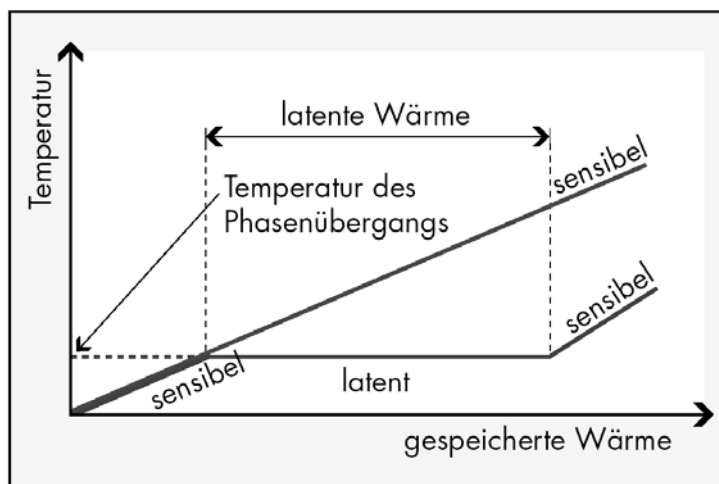 Temperatur
latente Wärme
Temperatur des
Phasenübergangs
sensibel
sensibel
sensibel
latent
gespeicherte Wärme